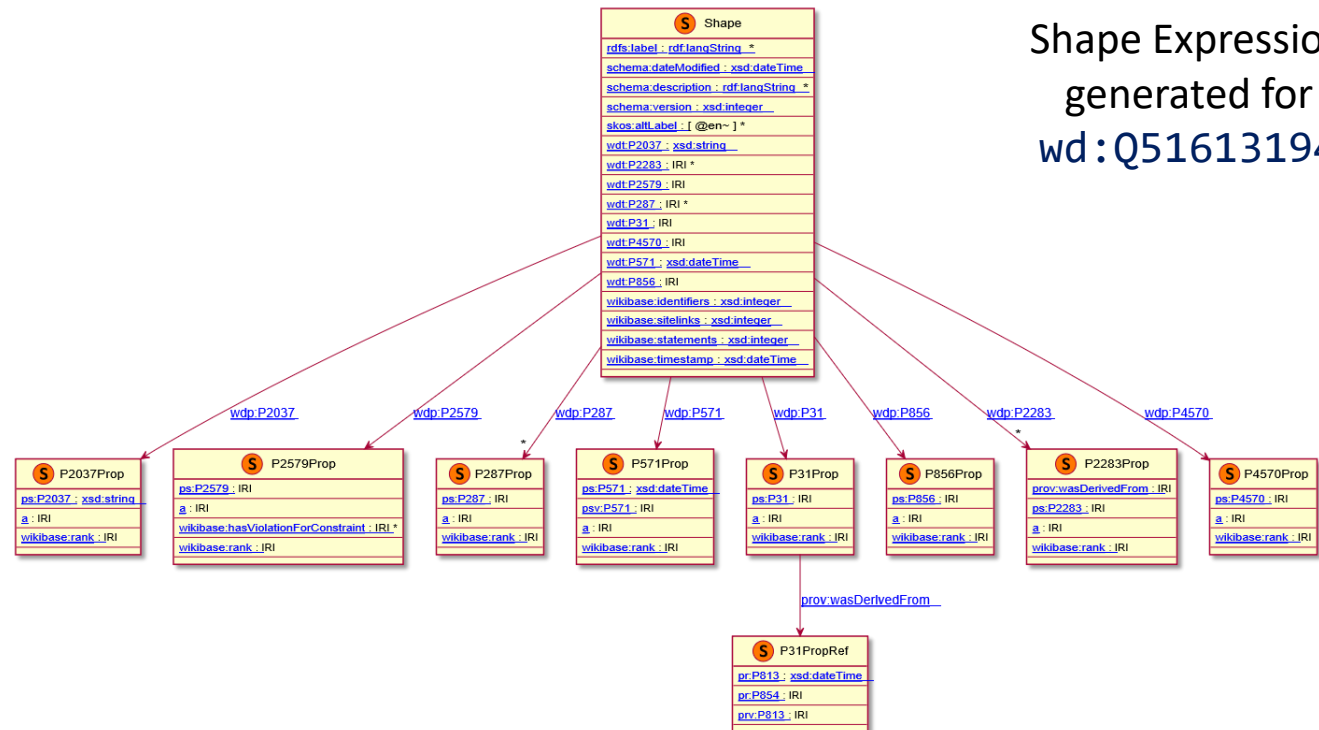 S Shape
rdfs:label : rdf:langString *
schema:dateModified : xsd:dateTime
schema:description : rdf:langString *
schema:version : xsd:integer
skos:altLabel : [ @en~ ] *
wdt:P2037 : xsd:string
wdt:P2283 : IRI *
wdt:P2579 : IRI
wdt:P287 : IRI *
wdt:P31 : IRI
wdt:P4570 : IRI
wdt:P571 : xsd:dateTime
wdt:P856 : IRI
wikibase:identifiers : xsd:integer
wikibase:sitelinks : xsd:integer
wikibase:statements : xsd:integer
wikibase:timestamp : xsd:dateTime
Shape Expressio
generated for
wd:Q51613194
wdp:P2037 wdp:P2579 wdp:P287 wdp:P571 wdp:P31 wdp:P856 wdp:P2283 wdp:P4570
* *
S P2037Prop
ps:P2037 : xsd:string
a : IRI
wikibase:rank : IRI
S P2579Prop
ps:P2579 : IRI
a : IRI
wikibase:hasViolationForConstraint : IRI *
wikibase:rank : IRI
S P287Prop
ps:P287 : IRI
a : IRI
wikibase:rank : IRI
S P571Prop
ps:P571 : xsd:dateTime
psv:P571 : IRI
a : IRI
wikibase:rank : IRI
S P31Prop
ps:P31 : IRI
a : IRI
wikibase:rank : IRI
S P856Prop
ps:P856 : IRI
a : IRI
wikibase:rank : IRI
S P2283Prop
prov:wasDerivedFrom : IRI
ps:P2283 : IRI
a : IRI
wikibase:rank : IRI
S P4570Prop
ps:P4570 : IRI
a : IRI
wikibase:rank : IRI
prov:wasDerivedFrom
S P31PropRef
pr:P813 : xsd:dateTime
pr:P854 : IRI
prv:P813 : IRI